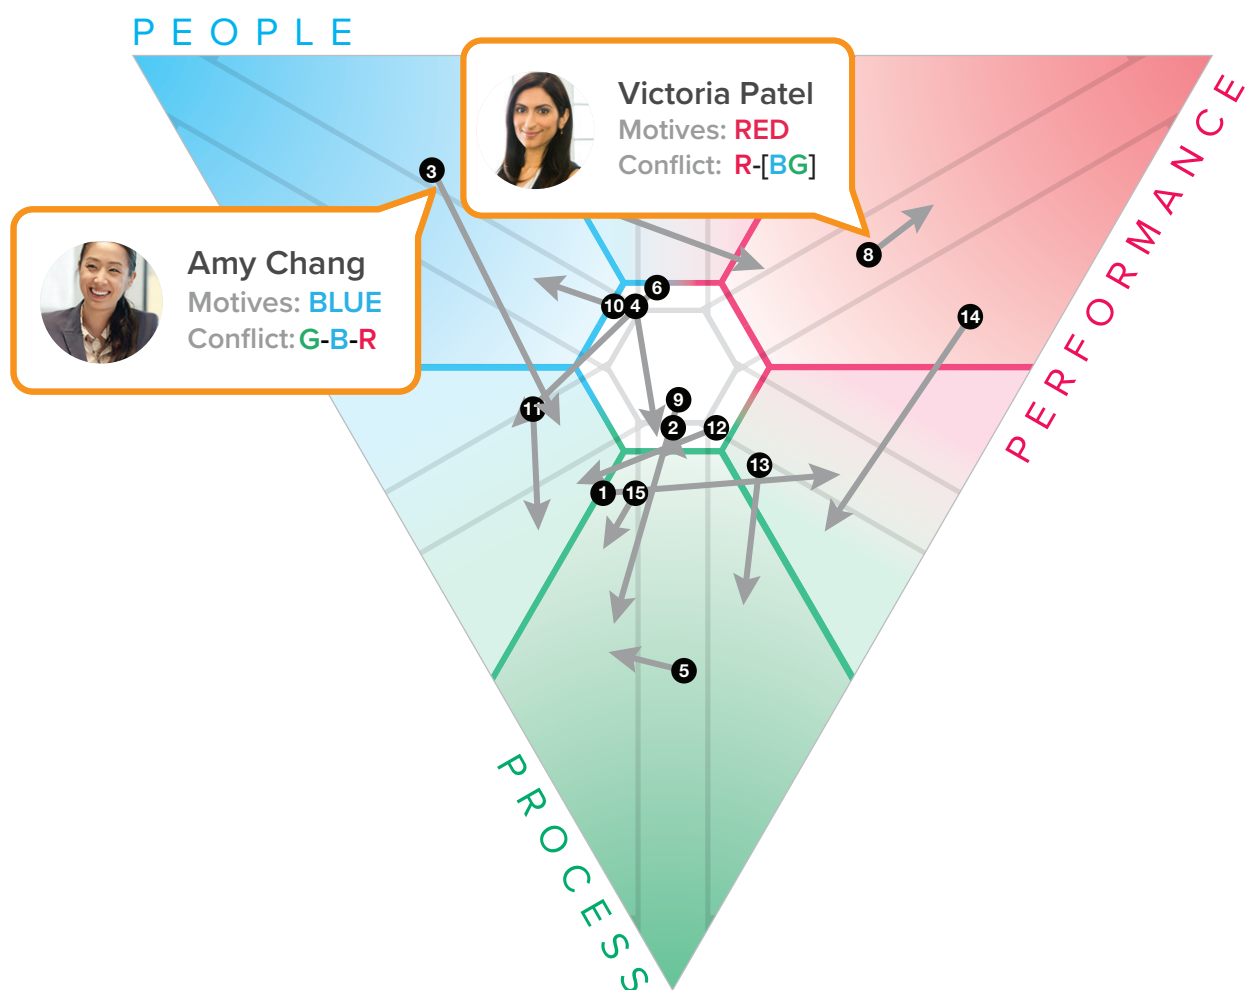 PEOPLE
Victoria Patel
Motives: RED
Conflict: R-[BG]
PERFORMANCE
3
Amy Chang
Motives: BLUE
Conflict: G-B-R
8
6
10
4
14
9
11
2
12
13
1
15
5
PROCESS